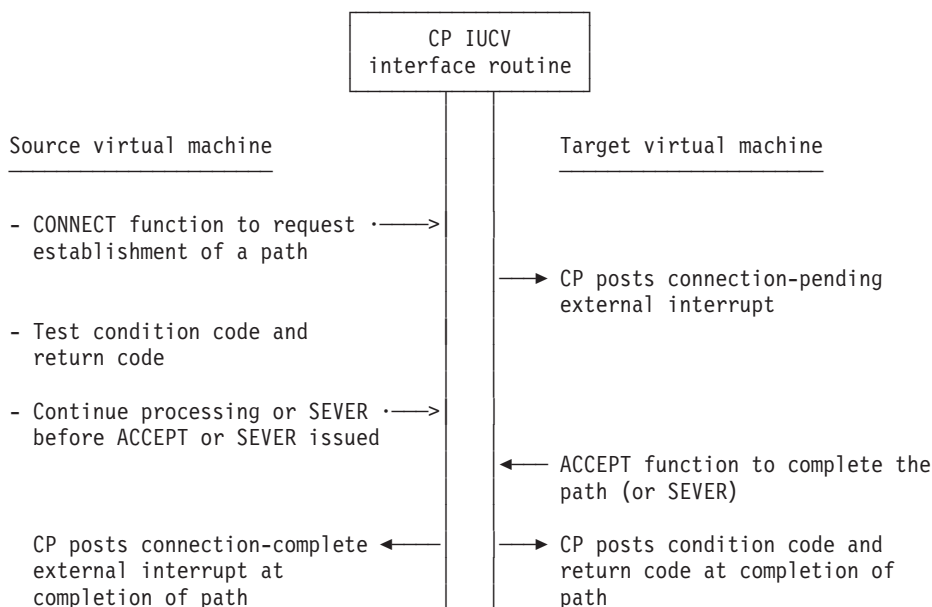 CP IUCV
interface routine
Source virtual machine
Target virtual machine
- CONNECT function to request
establishment of a path
CP posts connection-pending
external interrupt
- Test condition code and
return code
- Continue processing or SEVER
before ACCEPT or SEVER issued
ACCEPT function to complete the
path (or SEVER)
CP posts connection-complete
external interrupt at
completion of path
CP posts condition code and
return code at completion of
path